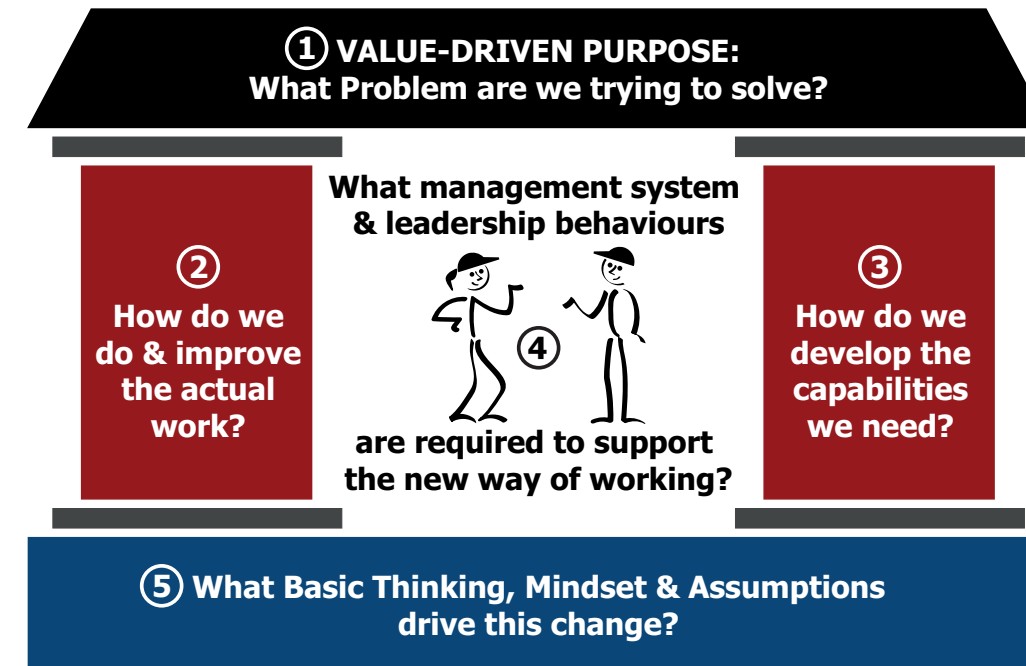 1 VALUE-DRIVEN PURPOSE:
What Problem are we trying to solve?
2
How do we
do & improve
the actual
work?
What management system
& leadership behaviours
4
are required to support
the new way of working?
3
How do we
develop the
capabilities
we need?
5 What Basic Thinking, Mindset & Assumptions
drive this change?